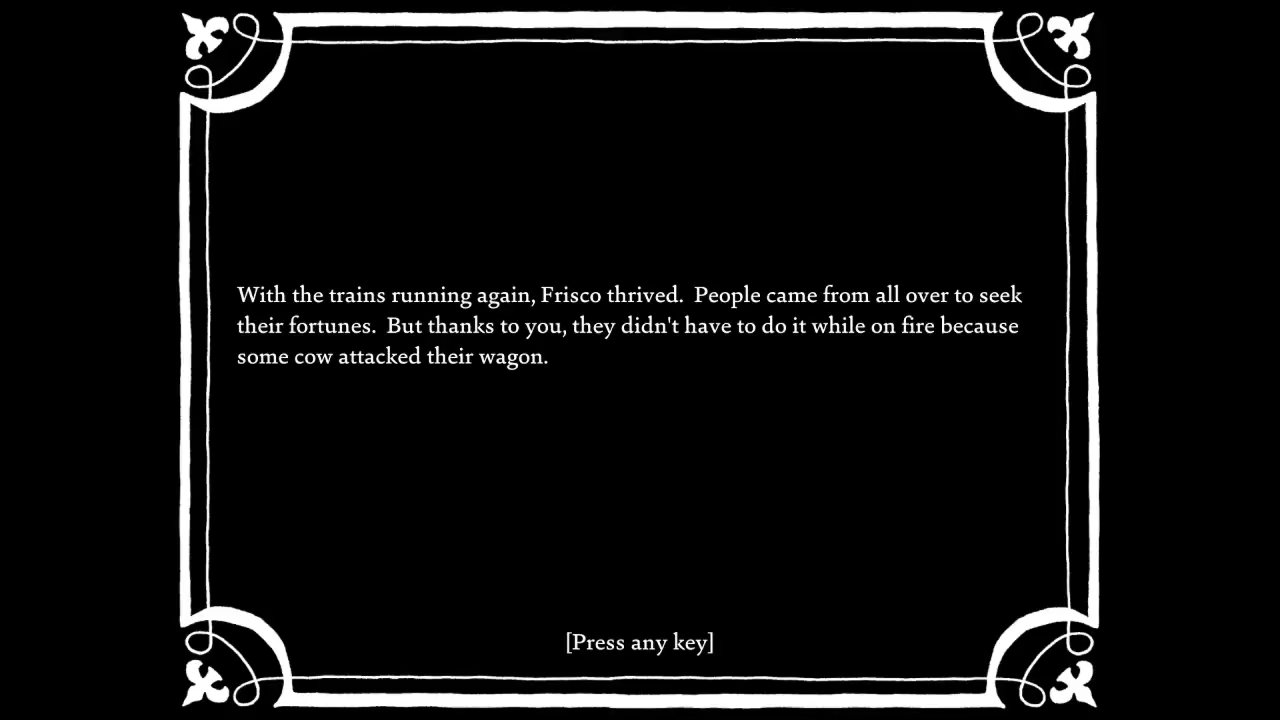 With the trains running again, Frisco thrived.  People came from all over to seek
their fortunes.  But thanks to you, they didn't have to do it while on fire because
some cow attacked their wagon.
[Press any key]